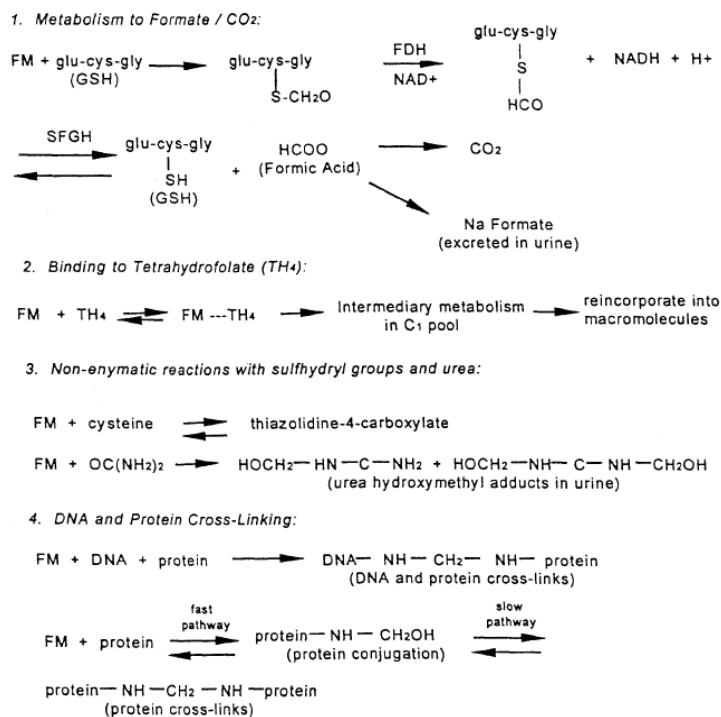 1. Metabolism to Formate / CO2:
FM + glu-cys-gly
(GSH)
glu-cys-gly
S-CH2O
FDH
NAD+
glu-cys-gly
S
HCO
+ NADH + H+
SFGH
glu-cys-gly
SH
(GSH)
+
HCOO
(Formic Acid)
CO2
Na Formate
(excreted in urine)
2. Binding to Tetrahydrofolate (TH4):
FM + TH4
FM ---TH4
Intermediary metabolism
in C1 pool
reincorporate into
macromolecules
3. Non-enymatic reactions with sulfhydryl groups and urea:
FM + cysteine
thiazolidine-4-carboxylate
FM + OC(NH2)2
HOCH2— HN —C— NH2 + HOCH2—NH— C— NH —CH2OH
(urea hydroxymethyl adducts in urine)
4. DNA and Protein Cross-Linking:
FM + DNA + protein
DNA— NH — CH2 — NH— protein
(DNA and protein cross-links)
FM + protein
fast
pathway
protein— NH — CH2OH
(protein conjugation)
slow
pathway
protein— NH —CH2 — NH —protein
(protein cross-links)